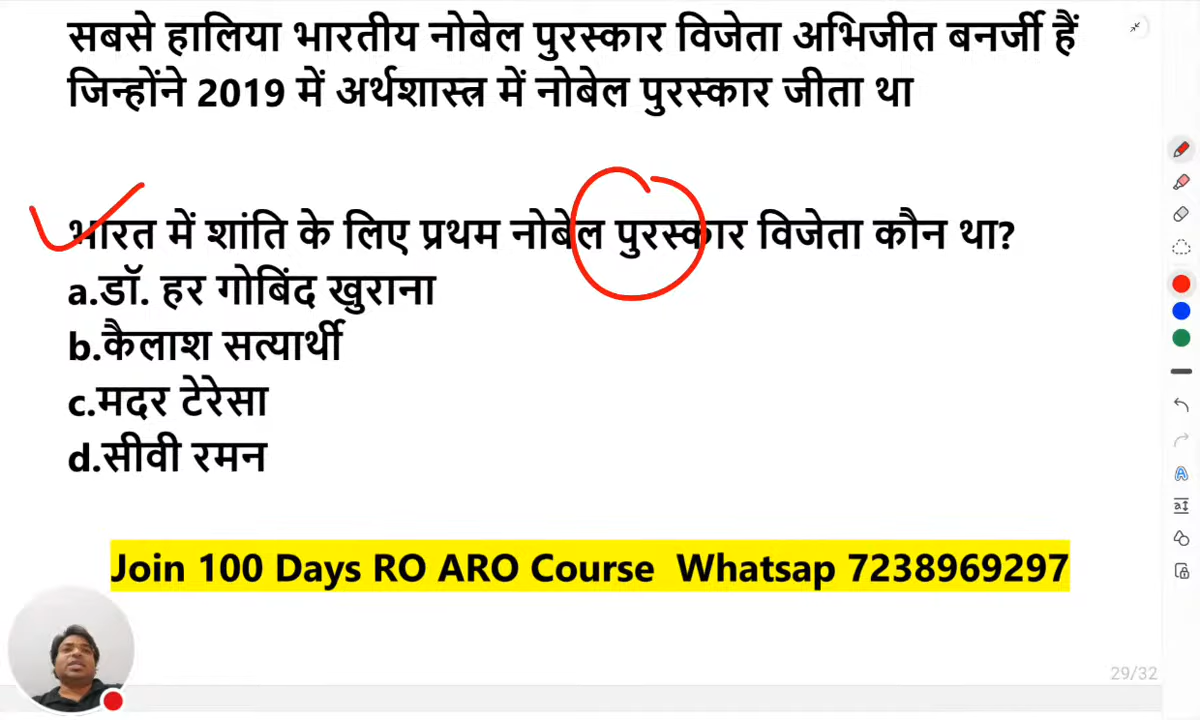 सबसे हालिया भारतीय नोबेल पुरस्कार विजेता अभिजीत बनर्जी हैं
जिन्होंने 2019 में अर्थशास्त्र में नोबेल पुरस्कार जीता था
भारत में शांति के लिए प्रथम नोबेल पुरस्कार विजेता कौन था?
a.डॉ. हर गोबिंद खुराना
b.कैलाश सत्यार्थी
c.मदर टेरेसा
d.सीवी रमन
Join 100 Days RO ARO Course Whatsap 7238969297
29/32